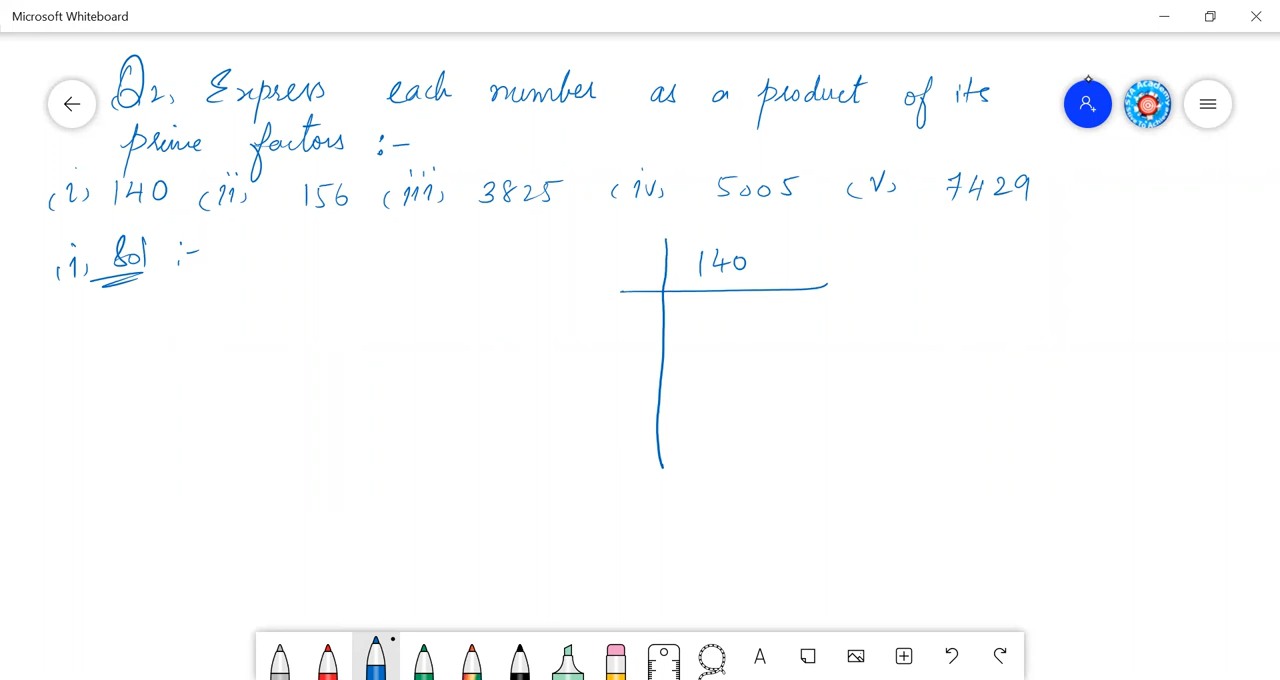 Microsoft Whiteboard
Q2, Express each number as a product of its
prime factors :-
(i) 140 (ii) 156 (iii) 3825 (iv) 5005 (v) 7429
(i) Sol :-
140
A